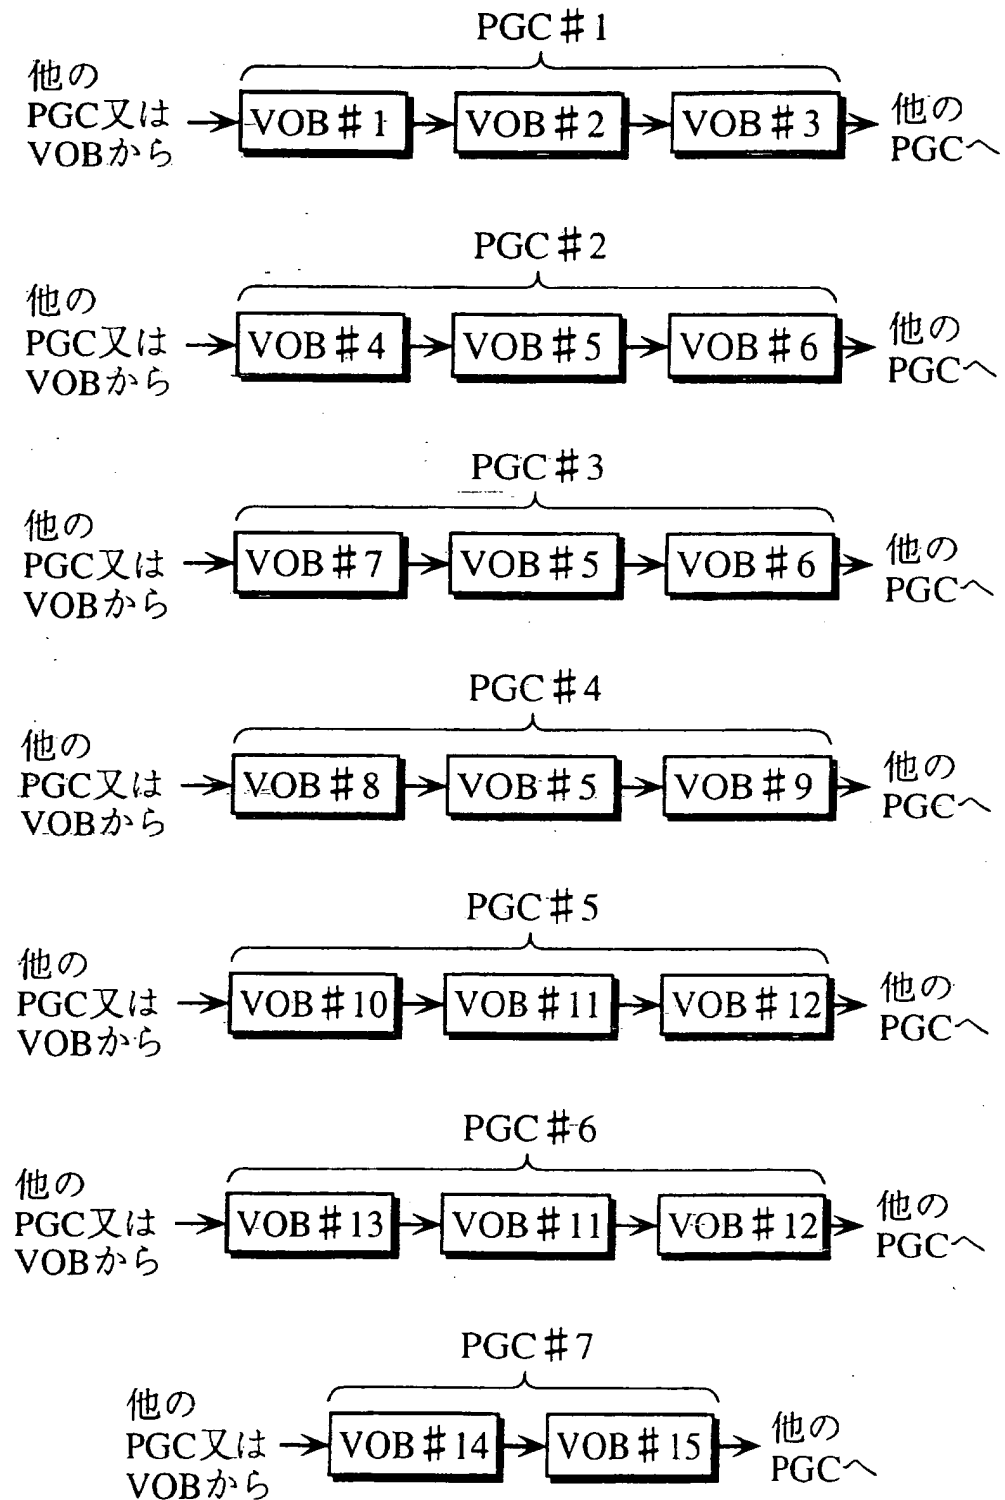 PGC#1
他の
PGC又は
VOBから
VOB#1
VOB#2
VOB#3
他の
PGCへ
PGC#2
他の
PGC又は
VOBから
VOB#4
VOB#5
VOB#6
他の
PGCへ
PGC#3
他の
PGC又は
VOBから
VOB#7
VOB#5
VOB#6
他の
PGCへ
PGC#4
他の
PGC又は
VOBから
VOB#8
VOB#5
VOB#9
他の
PGCへ
PGC#5
他の
PGC又は
VOBから
VOB#10
VOB#11
VOB#12
他の
PGCへ
PGC#6
他の
PGC又は
VOBから
VOB#13
VOB#11
VOB#12
他の
PGCへ
PGC#7
他の
PGC又は
VOBから
VOB#14
VOB#15
他の
PGCへ